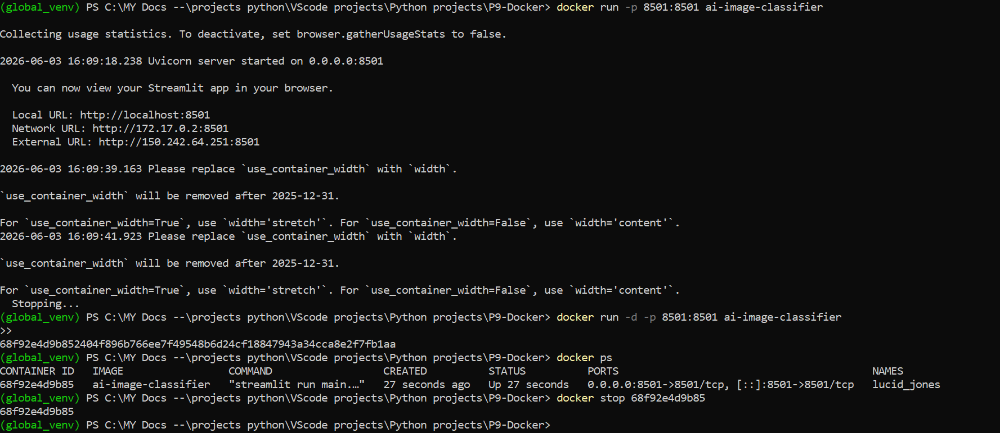 (global_venv) PS C:\MY Docs --\projects python\VScode projects\Python projects\P9-Docker> docker run -p 8501:8501 ai-image-classifier
Collecting usage statistics. To deactivate, set browser.gatherUsageStats to false.
2026-06-03 16:09:18.238 Uvicorn server started on 0.0.0.0:8501
You can now view your Streamlit app in your browser.
Local URL: http://localhost:8501
Network URL: http://172.17.0.2:8501
External URL: http://150.242.64.251:8501
2026-06-03 16:09:39.163 Please replace `use_container_width` with `width`.
`use_container_width` will be removed after 2025-12-31.
For `use_container_width=True`, use `width='stretch'`. For `use_container_width=False`, use `width='content'`.
2026-06-03 16:09:41.923 Please replace `use_container_width` with `width`.
`use_container_width` will be removed after 2025-12-31.
For `use_container_width=True`, use `width='stretch'`. For `use_container_width=False`, use `width='content'`.
Stopping...
(global_venv) PS C:\MY Docs --\projects python\VScode projects\Python projects\P9-Docker> docker run -d -p 8501:8501 ai-image-classifier
>>
68f92e4d9b852404f896b766ee7f49548b6d24cf18847943a34cca8e2f7fb1aa
(global_venv) PS C:\MY Docs --\projects python\VScode projects\Python projects\P9-Docker> docker ps
CONTAINER ID   IMAGE                 COMMAND                  CREATED          STATUS          PORTS                                         NAMES
68f92e4d9b85   ai-image-classifier   "streamlit run main.…"   27 seconds ago   Up 27 seconds   0.0.0.0:8501->8501/tcp, [::]:8501->8501/tcp   lucid_jones
(global_venv) PS C:\MY Docs --\projects python\VScode projects\Python projects\P9-Docker> docker stop 68f92e4d9b85
68f92e4d9b85
(global_venv) PS C:\MY Docs --\projects python\VScode projects\Python projects\P9-Docker>